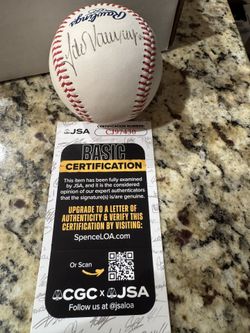 Rawlings
JSA
CERTIFICATION NUMBER
BASIC
CERTIFICATION
This item has been fully examined
by JSA, and it is the considered
opinion of our expert authenticators
that the signature(s) is/are genuine.
UPGRADE TO A LETTER OF
AUTHENTICITY & VERIFY THIS
CERTIFICATION BY VISITING:
SpenceLOA.com
Or Scan
CGC x JSA
Follow us at @jsaloa